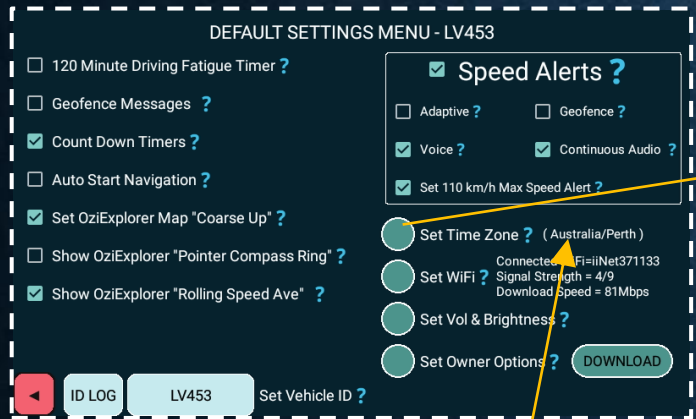 DEFAULT SETTINGS MENU - LV453
120 Minute Driving Fatigue Timer ?
Geofence Messages ?
Count Down Timers ?
Auto Start Navigation ?
Set OziExplorer Map "Coarse Up" ?
Show OziExplorer "Pointer Compass Ring" ?
Show OziExplorer "Rolling Speed Ave" ?
Speed Alerts ?
Adaptive ? Geofence ?
Voice ? Continuous Audio ?
Set 110 km/h Max Speed Alert ?
Set Time Zone ? ( Australia/Perth )
Set WiFi ?
Connected Fi=iiNet371133
Signal Strength = 4/9
Download Speed = 81Mbps
Set Vol & Brightness ?
Set Owner Options ? DOWNLOAD
ID LOG LV453 Set Vehicle ID ?